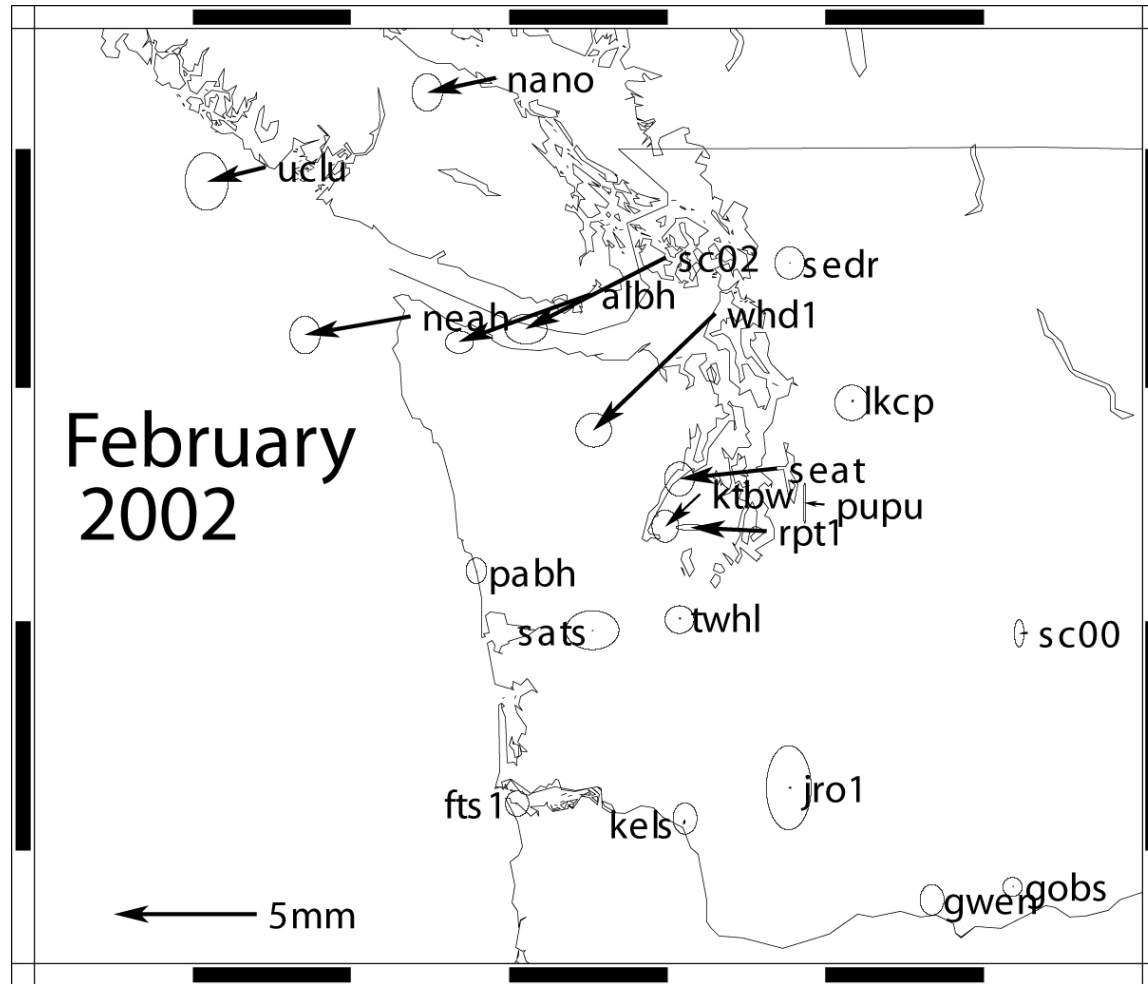 nano
uclu
sc02
sedr
albh
neah
whd1
lkcp
February
2002
seat
ktbw
pupu
rpt1
pabh
twhl
sats
sc00
fts1
jro1
kels
gobs
gwen
5mm